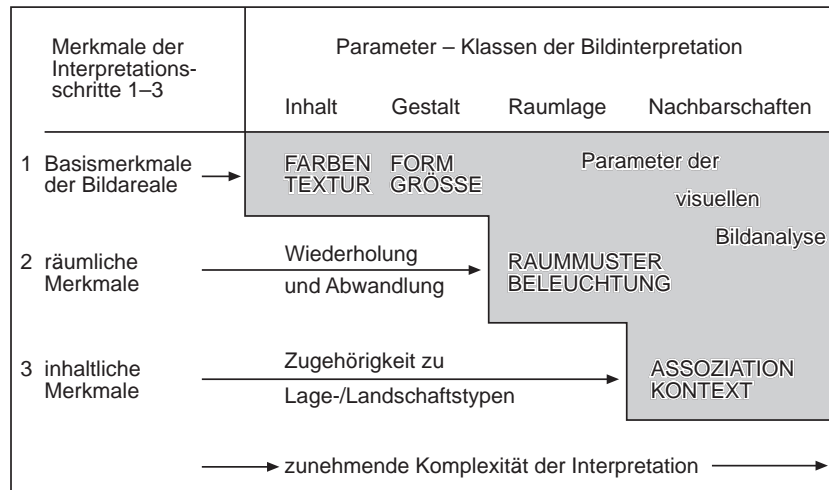 Merkmale der
Interpretations-
schritte 1–3
Parameter – Klassen der Bildinterpretation
Inhalt Gestalt Raumlage Nachbarschaften
1 Basismerkmale
der Bildareale
FARBEN FORM
TEXTUR GRÖSSE
Parameter der
visuellen
Bildanalyse
2 räumliche
Merkmale
Wiederholung
und Abwandlung
RAUMMUSTER
BELEUCHTUNG
3 inhaltliche
Merkmale
Zugehörigkeit zu
Lage-/Landschaftstypen
ASSOZIATION
KONTEXT
zunehmende Komplexität der Interpretation